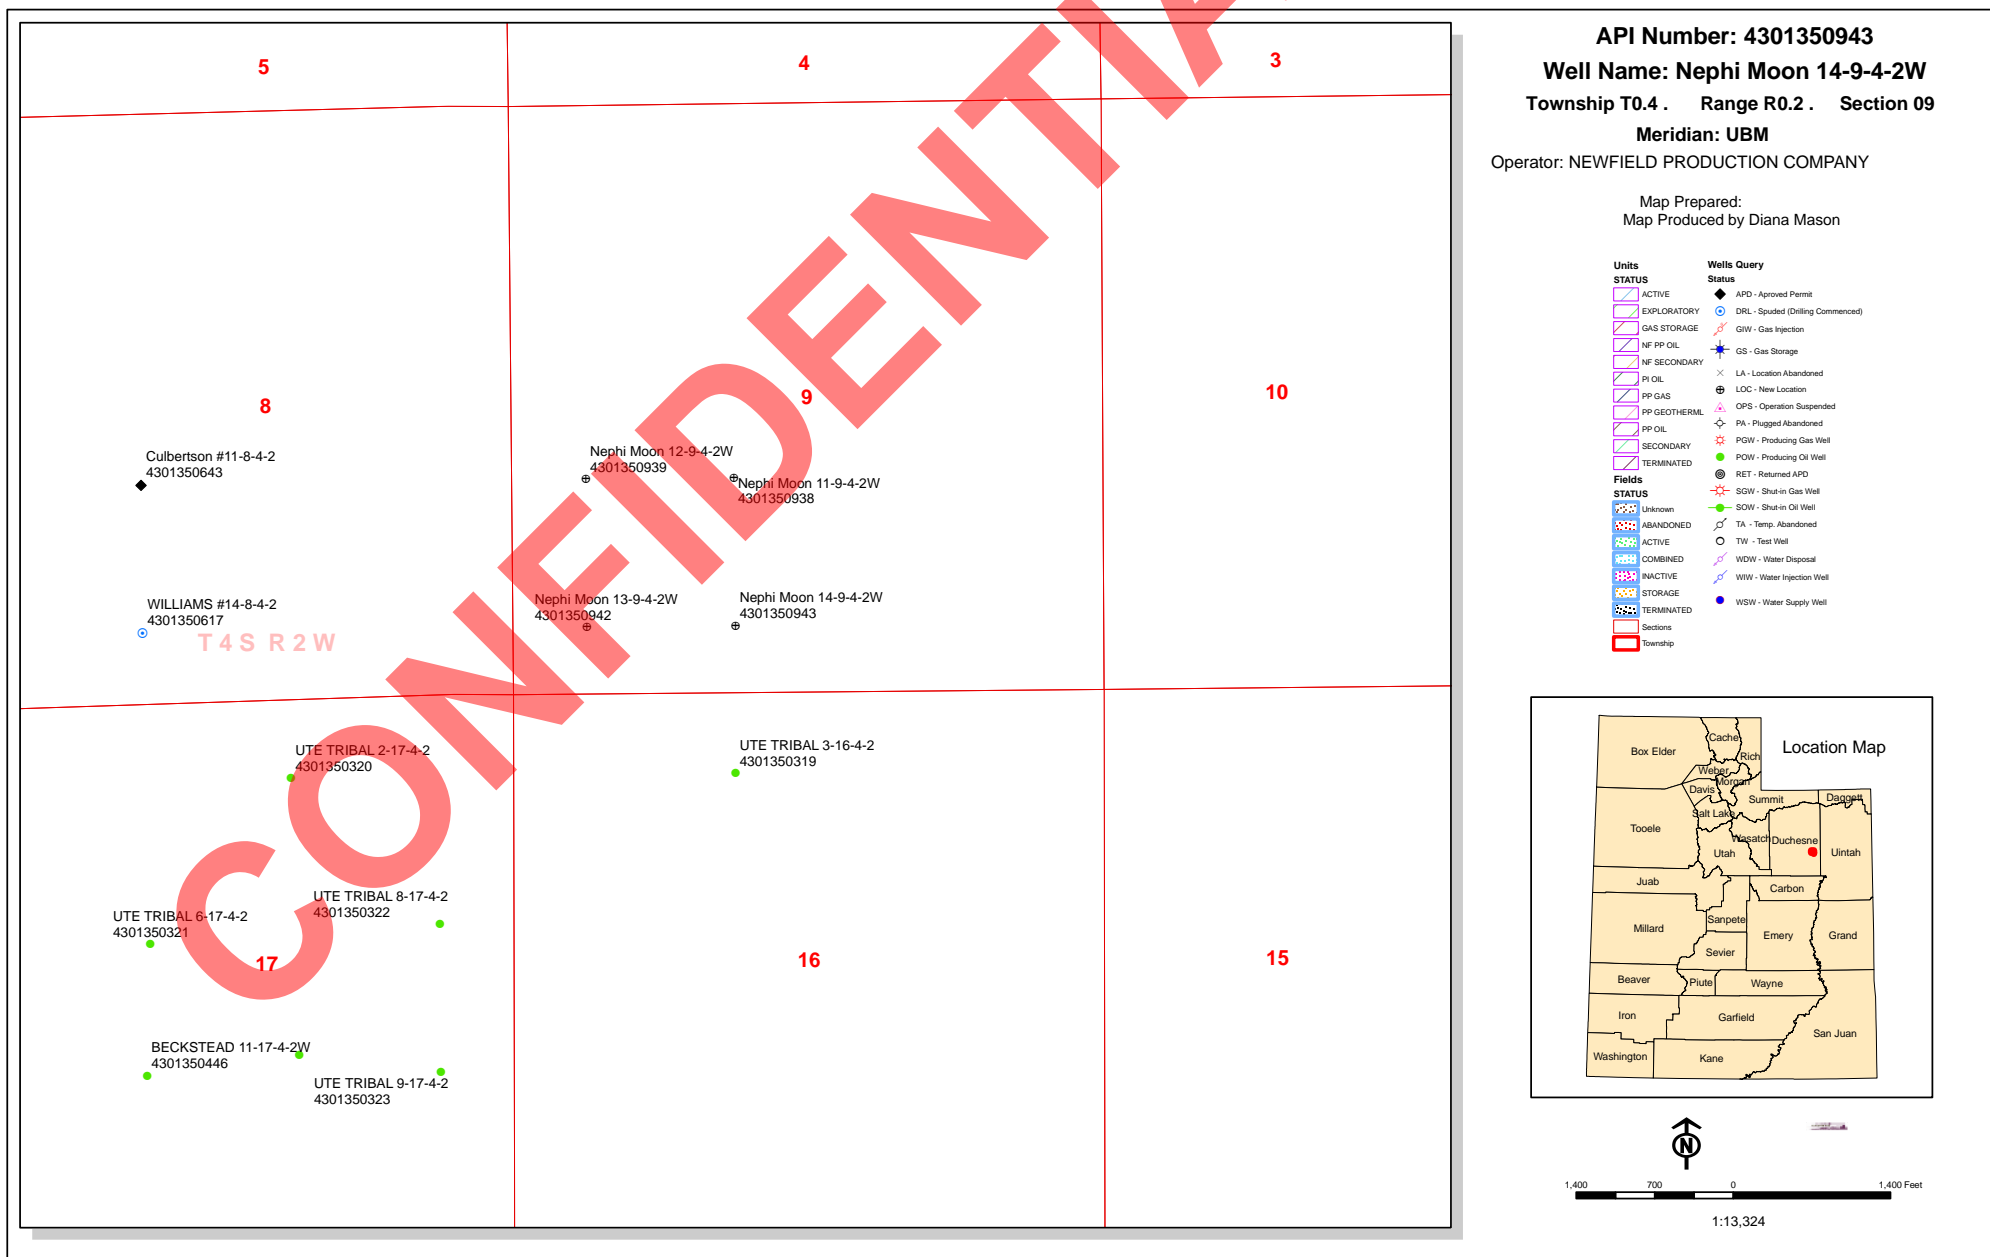 CONFIDENTIA
5
4
3
8
9
10
Culbertson #11-8-4-2
4301350643
Nephi Moon 12-9-4-2W
4301350939
Nephi Moon 11-9-4-2W
4301350938
WILLIAMS #14-8-4-2
4301350617
Nephi Moon 13-9-4-2W
4301350942
Nephi Moon 14-9-4-2W
4301350943
T4S R2W
UTE TRIBAL 2-17-4-2
4301350320
UTE TRIBAL 3-16-4-2
4301350319
UTE TRIBAL 6-17-4-2
4301350321
UTE TRIBAL 8-17-4-2
4301350322
17
16
15
BECKSTEAD 11-17-4-2W
4301350446
UTE TRIBAL 9-17-4-2
4301350323
API Number: 4301350943
Well Name: Nephi Moon 14-9-4-2W
Township T0.4 . Range R0.2 . Section 09
Meridian: UBM
Operator: NEWFIELD PRODUCTION COMPANY
Map Prepared:
Map Produced by Diana Mason
Units
STATUS
ACTIVE
EXPLORATORY
GAS STORAGE
NF PP OIL
NF SECONDARY
PI OIL
PP GAS
PP GEOTHERML
PP OIL
SECONDARY
TERMINATED
Fields
STATUS
Unknown
ABANDONED
ACTIVE
COMBINED
INACTIVE
STORAGE
TERMINATED
Sections
Township
Wells Query
Status
APD - Aproved Permit
DRL - Spuded (Drilling Commenced)
GIW - Gas Injection
GS - Gas Storage
LA - Location Abandoned
LOC - New Location
OPS - Operation Suspended
PA - Plugged Abandoned
PGW - Producing Gas Well
POW - Producing Oil Well
RET - Returned APD
SGW - Shut-in Gas Well
SOW - Shut-in Oil Well
TA - Temp. Abandoned
TW - Test Well
WDW - Water Disposal
WIW - Water Injection Well
WSW - Water Supply Well
Location Map
Box Elder
Cache
Rich
Weber
Morgan
Davis
Summit
Daggett
Salt Lake
Tooele
Wasatch
Duchesne
Utah
Uintah
Juab
Carbon
Sanpete
Millard
Emery
Grand
Sevier
Beaver
Piute
Wayne
Iron
Garfield
San Juan
Washington
Kane
N
1,400 700 0 1,400 Feet
1:13,324